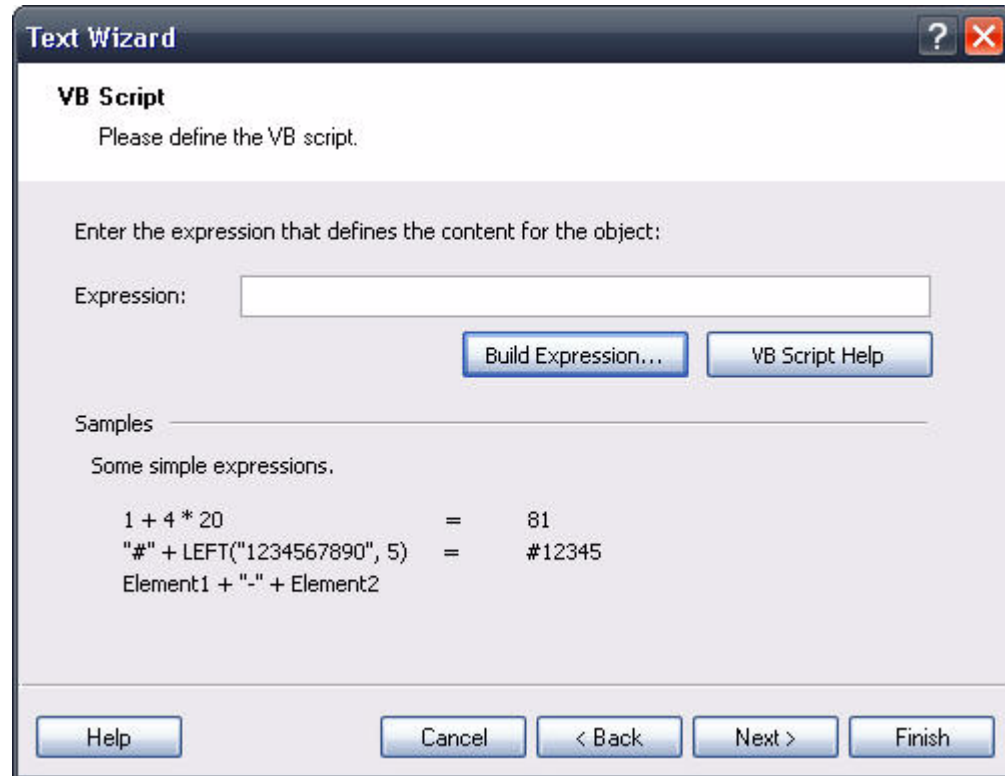 Text Wizard
VB Script
Please define the VB script.
Enter the expression that defines the content for the object:
Expression:
Build Expression... VB Script Help
Samples
Some simple expressions.
1 + 4 * 20 = 81
"#" + LEFT("1234567890", 5) = #12345
Element1 + "-" + Element2
Help Cancel < Back Next > Finish